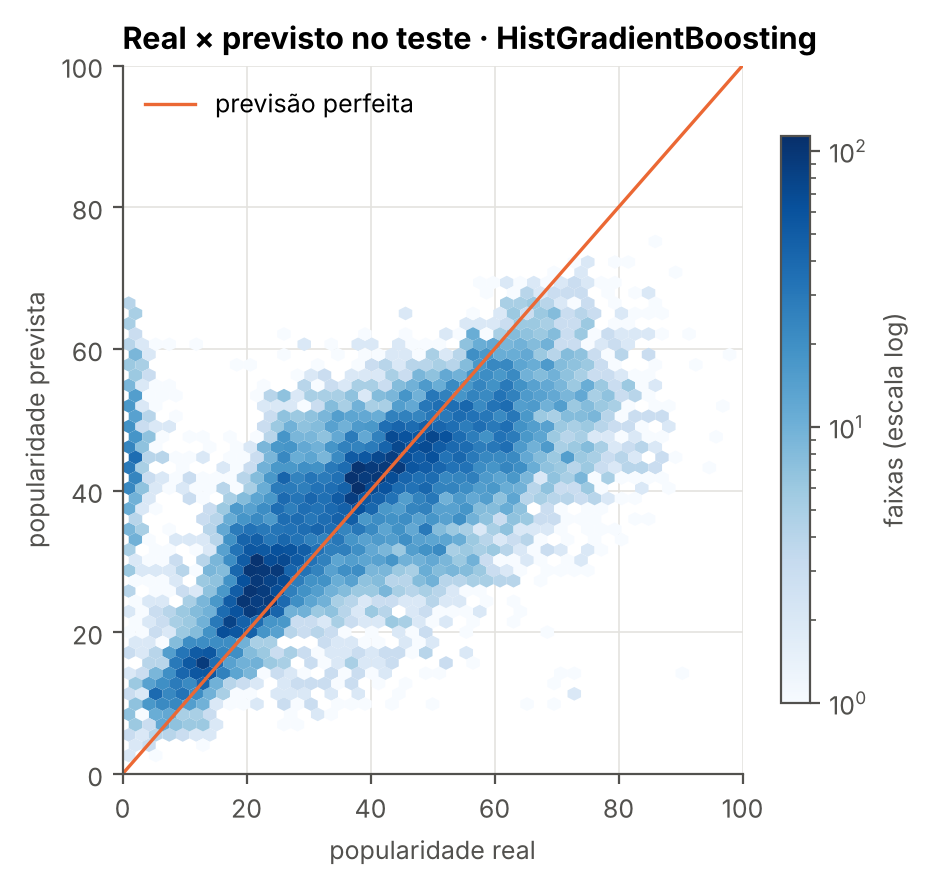 Real × previsto no teste · HistGradientBoosting
previsão perfeita
popularidade prevista
100
80
60
40
20
0
0 20 40 60 80 100
popularidade real
10²
10¹
10⁰
faixas (escala log)